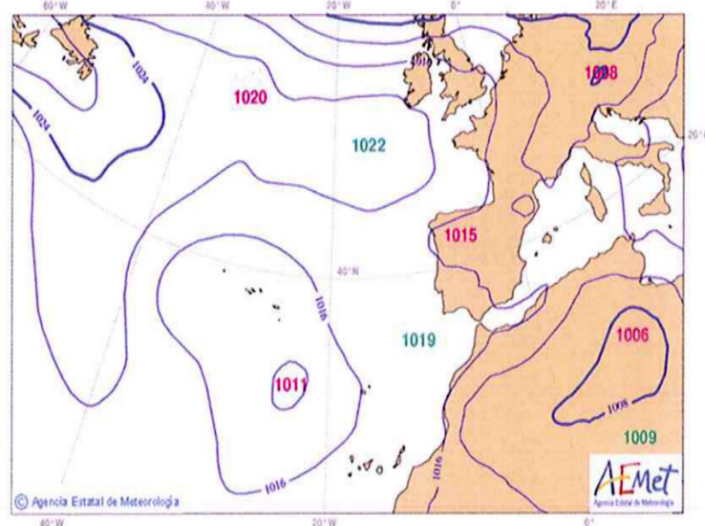 60°W
40°W
20°W
0°E
20°E
1024
1020
1016
1008
1024
1022
20°E
1015
40°N
1016
1019
1006
1011
1008
1009
1016
1016
AEMet
Agencia Estatal de Meteorología
© Agencia Estatal de Meteorología
40°W
20°W
0°E